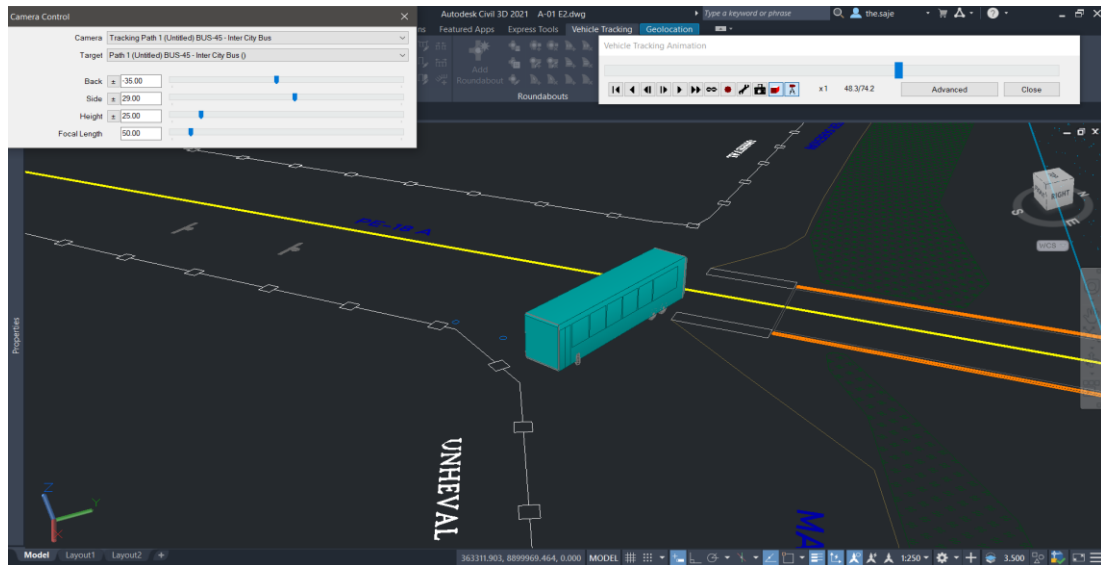 Camera Control
Autodesk Civil 3D 2021 A-01 E2.dwg
Type a keyword or phrase
the.saje
Camera Tracking Path 1 (Untitled) BUS-45 - Inter City Bus
Target Path 1 (Untitled) BUS-45 - Inter City Bus ()
Back ± -35.00
Side ± 29.00
Height ± 25.00
Focal Length 50.00
Featured Apps Express Tools Vehicle Tracking Geolocation
Add
Roundabout
Roundabouts
Vehicle Tracking Animation
x1 48.3/74.2 Advanced Close
RIGHT
N
S
E
WCS
PE-18 A
Properties
UNHEVAL
MA
Z
Y
X
Model Layout1 Layout2 +
363311.903, 8899969.464, 0.000 MODEL 1:250 3.500